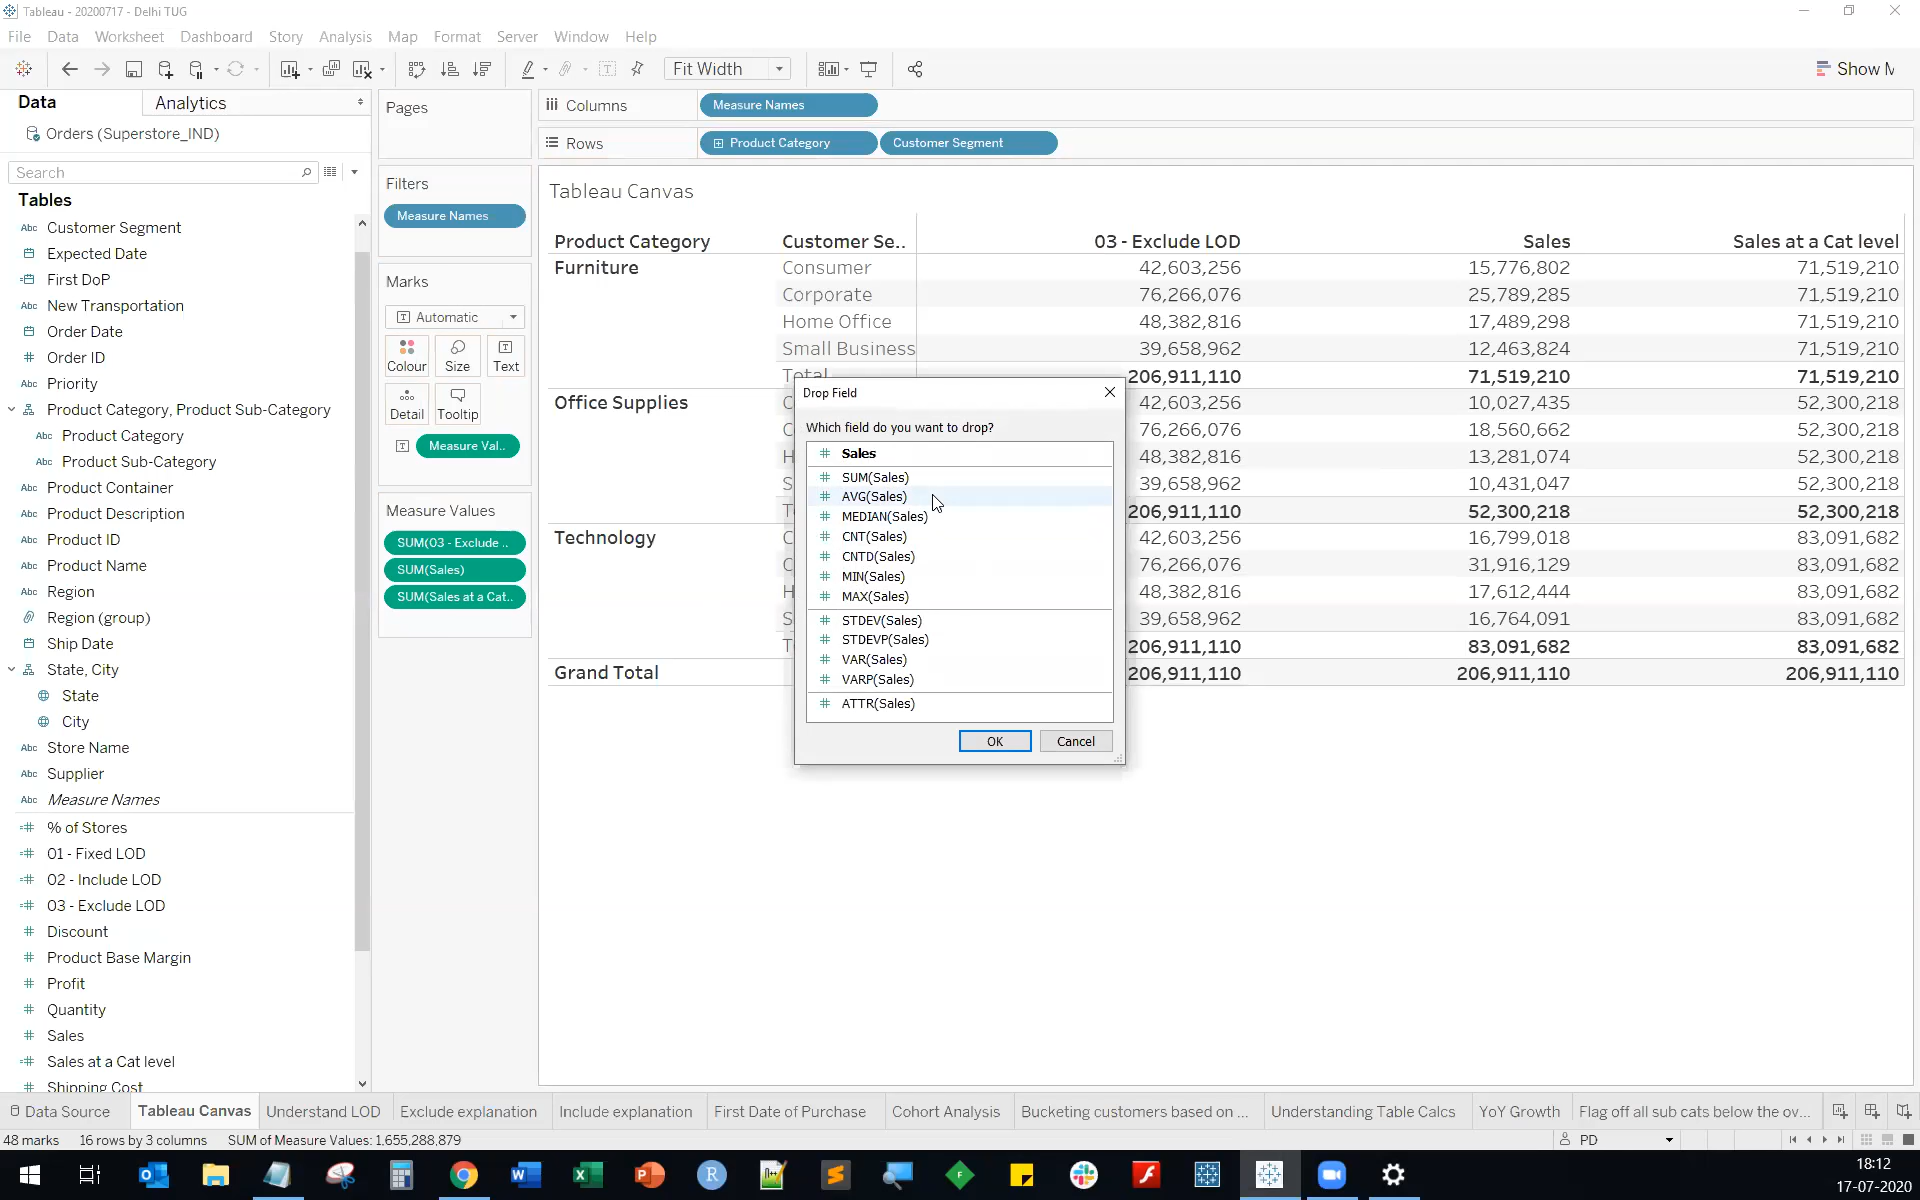 Tableau - 20200717 - Delhi TUG
File Data Worksheet Dashboard Story Analysis Map Format Server Window Help
Fit Width
Show M
Data
Analytics
Orders (Superstore_IND)
Search
Tables
Abc Customer Segment
Expected Date
First DoP
Abc New Transportation
Order Date
# Order ID
Abc Priority
Product Category, Product Sub-Category
Abc Product Category
Abc Product Sub-Category
Abc Product Container
Abc Product Description
Abc Product ID
Abc Product Name
Abc Region
Region (group)
Ship Date
State, City
State
City
Abc Store Name
Abc Supplier
Abc Measure Names
=# % of Stores
=# 01 - Fixed LOD
=# 02 - Include LOD
=# 03 - Exclude LOD
# Discount
# Product Base Margin
# Profit
# Quantity
# Sales
=# Sales at a Cat level
# Shipping Cost
Pages
Filters
Measure Names
Marks
Automatic
Colour Size Text
Detail Tooltip
Measure Val..
Measure Values
SUM(03 - Exclude ..
SUM(Sales)
SUM(Sales at a Cat..
Columns
Measure Names
Rows
Product Category Customer Segment
Tableau Canvas
Product Category Customer Se.. 03 - Exclude LOD Sales Sales at a Cat level
Furniture Consumer 42,603,256 15,776,802 71,519,210
Corporate 76,266,076 25,789,285 71,519,210
Home Office 48,382,816 17,489,298 71,519,210
Small Business 39,658,962 12,463,824 71,519,210
Total 206,911,110 71,519,210 71,519,210
Office Supplies C 42,603,256 10,027,435 52,300,218
C 76,266,076 18,560,662 52,300,218
H 48,382,816 13,281,074 52,300,218
S 39,658,962 10,431,047 52,300,218
T 206,911,110 52,300,218 52,300,218
Technology C 42,603,256 16,799,018 83,091,682
C 76,266,076 31,916,129 83,091,682
H 48,382,816 17,612,444 83,091,682
S 39,658,962 16,764,091 83,091,682
T 206,911,110 83,091,682 83,091,682
Grand Total 206,911,110 206,911,110 206,911,110
Drop Field
Which field do you want to drop?
# Sales
# SUM(Sales)
# AVG(Sales)
# MEDIAN(Sales)
# CNT(Sales)
# CNTD(Sales)
# MIN(Sales)
# MAX(Sales)
# STDEV(Sales)
# STDEVP(Sales)
# VAR(Sales)
# VARP(Sales)
# ATTR(Sales)
OK Cancel
Data Source Tableau Canvas Understand LOD Exclude explanation Include explanation First Date of Purchase Cohort Analysis Bucketing customers based on ... Understanding Table Calcs YoY Growth Flag off all sub cats below the ov...
48 marks 16 rows by 3 columns SUM of Measure Values: 1,655,288,879 PD
18:12
17-07-2020